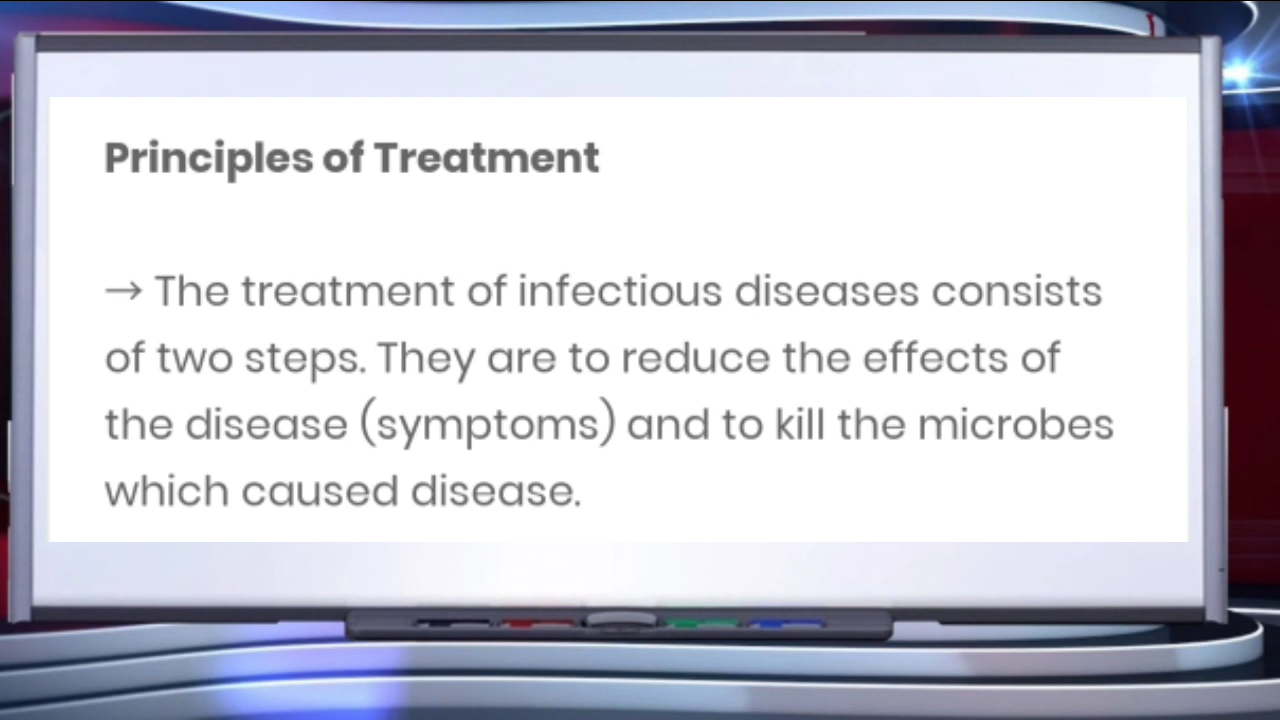 Principles of Treatment
→ The treatment of infectious diseases consists
of two steps. They are to reduce the effects of
the disease (symptoms) and to kill the microbes
which caused disease.